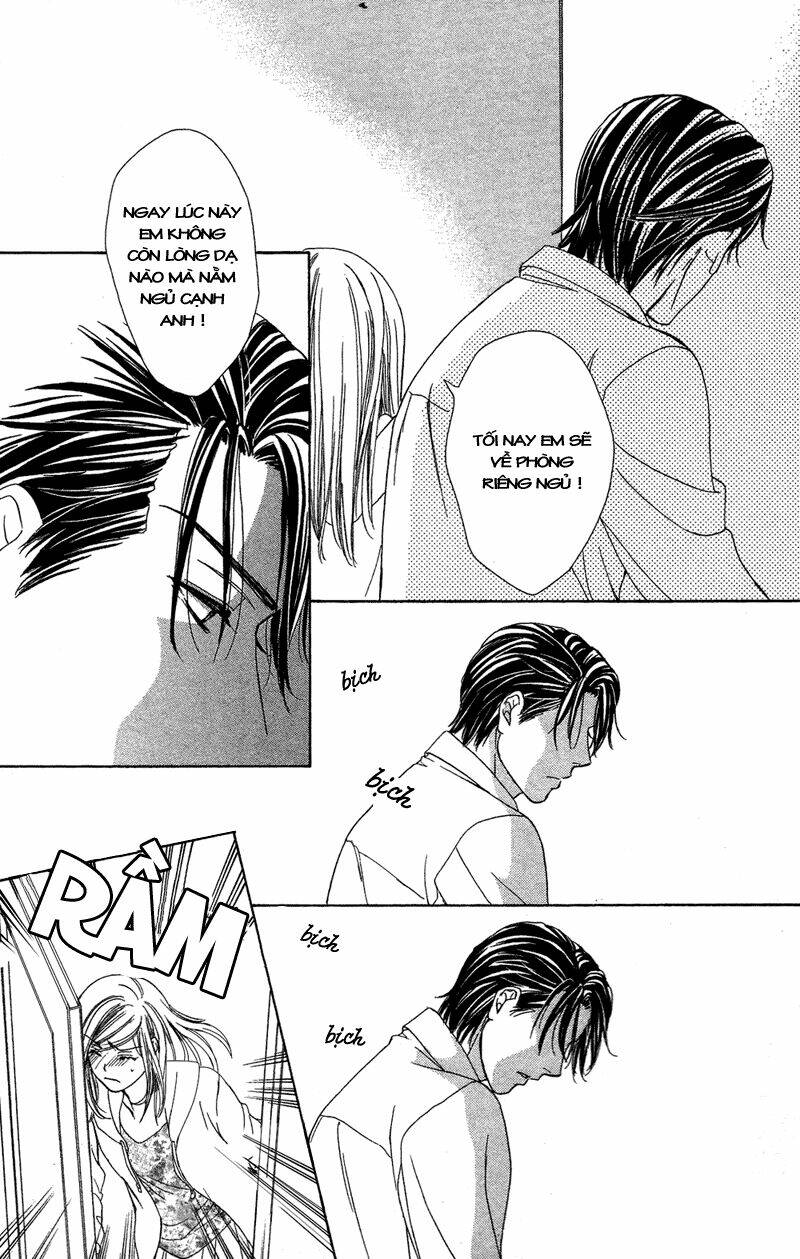 NGAY LÚC NÀY
EM KHÔNG
CÒN LÒNG DẠ
NÀO MÀ NẰM
NGỦ CẠNH
ANH !
TỐI NAY EM SẼ
VỀ PHÒNG
RIÊNG NGỦ !
bịch
bịch
RẦM
bịch
bịch